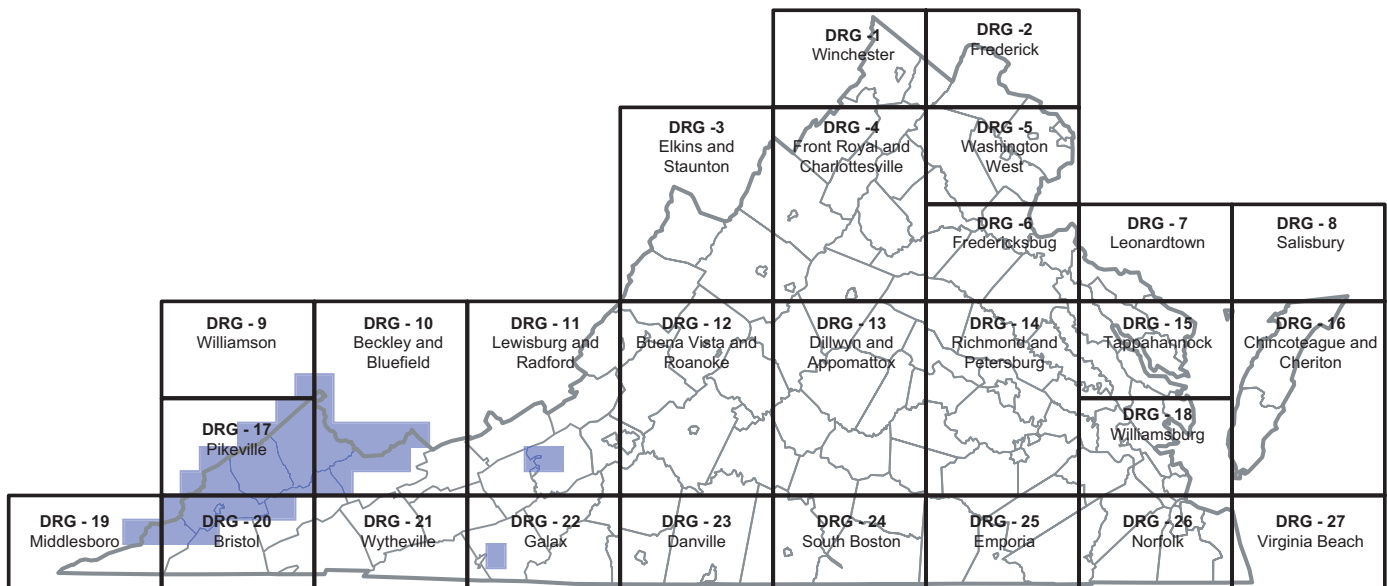 DRG -1
Winchester
DRG -2
Frederick
DRG -3
Elkins and
Staunton
DRG -4
Front Royal and
Charlottesville
DRG -5
Washington
West
DRG -6
Fredericksbug
DRG - 7
Leonardtown
DRG - 8
Salisbury
DRG - 9
Williamson
DRG - 10
Beckley and
Bluefield
DRG - 11
Lewisburg and
Radford
DRG - 12
Buena Vista and
Roanoke
DRG - 13
Dillwyn and
Appomattox
DRG - 14
Richmond and
Petersburg
DRG - 15
Tappahannock
DRG - 16
Chincoteague and
Cheriton
DRG - 17
Pikeville
DRG - 18
Williamsburg
DRG - 19
Middlesboro
DRG - 20
Bristol
DRG - 21
Wytheville
DRG - 22
Galax
DRG - 23
Danville
DRG - 24
South Boston
DRG - 25
Emporia
DRG - 26
Norfolk
DRG - 27
Virginia Beach